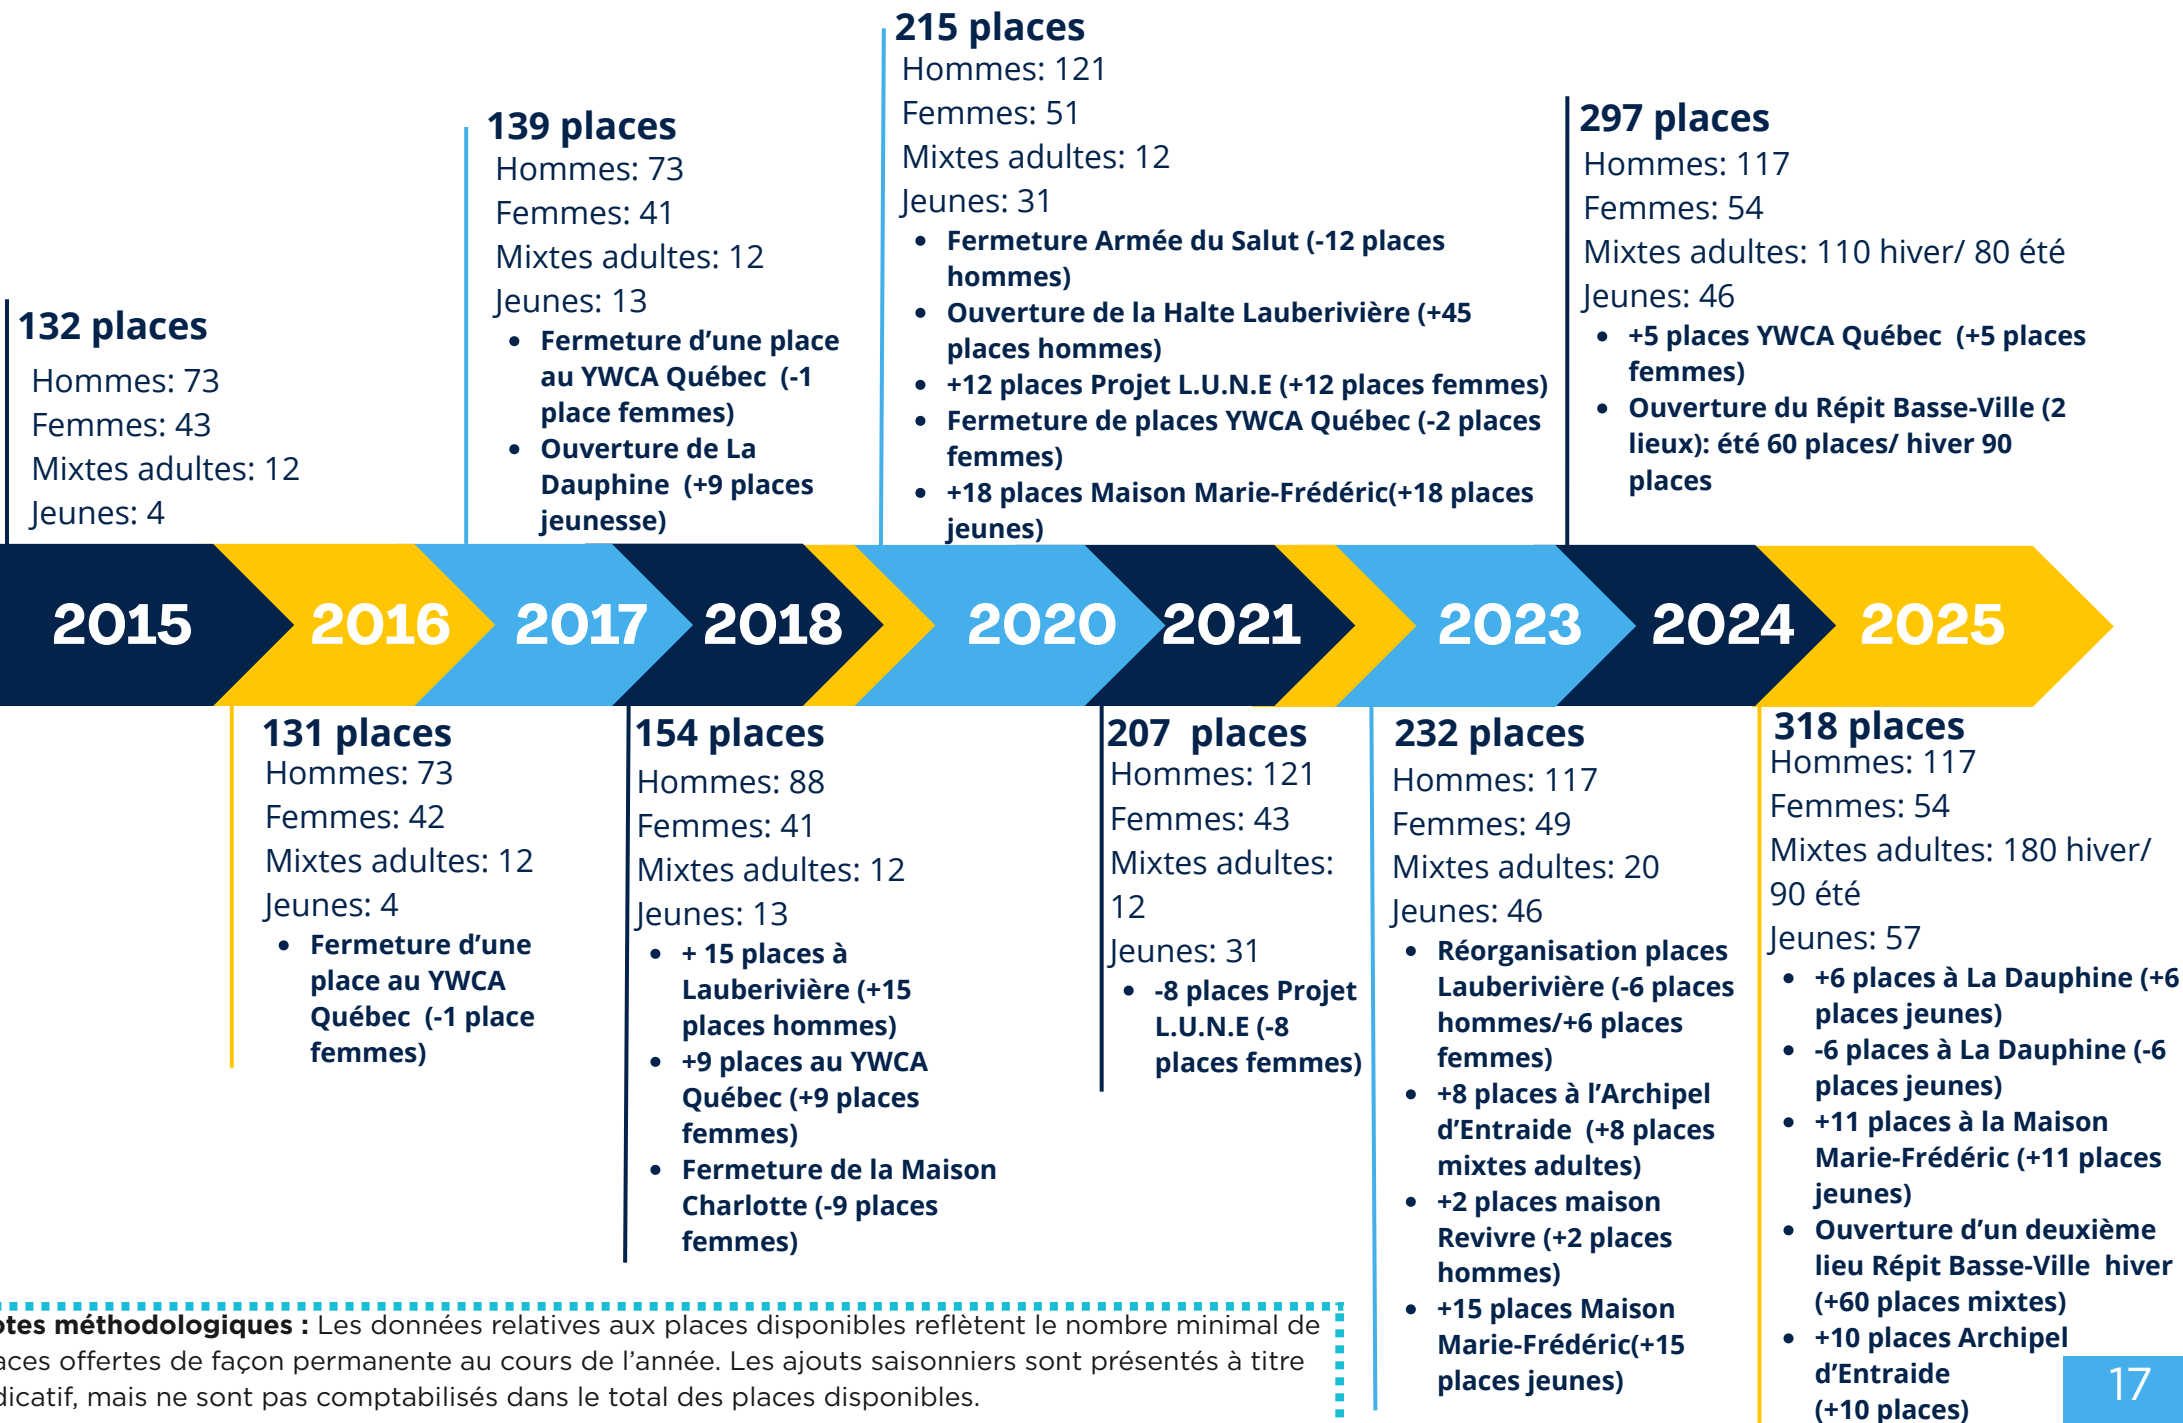 132 places
Hommes: 73
Femmes: 43
Mixtes adultes: 12
Jeunes: 4
139 places
Hommes: 73
Femmes: 41
Mixtes adultes: 12
Jeunes: 13
• Fermeture d’une place
au YWCA Québec (-1
place femmes)
• Ouverture de La
Dauphine (+9 places
jeunesse)
215 places
Hommes: 121
Femmes: 51
Mixtes adultes: 12
Jeunes: 31
• Fermeture Armée du Salut (-12 places
hommes)
• Ouverture de la Halte Lauberivière (+45
places hommes)
• +12 places Projet L.U.N.E (+12 places femmes)
• Fermeture de places YWCA Québec (-2 places
femmes)
• +18 places Maison Marie-Frédéric(+18 places
jeunes)
297 places
Hommes: 117
Femmes: 54
Mixtes adultes: 110 hiver/ 80 été
Jeunes: 46
• +5 places YWCA Québec (+5 places
femmes)
• Ouverture du Répit Basse-Ville (2
lieux): été 60 places/ hiver 90
places
2015 2016 2017 2018 2020 2021 2023 2024 2025
131 places
Hommes: 73
Femmes: 42
Mixtes adultes: 12
Jeunes: 4
• Fermeture d’une
place au YWCA
Québec (-1 place
femmes)
154 places
Hommes: 88
Femmes: 41
Mixtes adultes: 12
Jeunes: 13
• + 15 places à
Lauberivière (+15
places hommes)
• +9 places au YWCA
Québec (+9 places
femmes)
• Fermeture de la Maison
Charlotte (-9 places
femmes)
207 places
Hommes: 121
Femmes: 43
Mixtes adultes:
12
Jeunes: 31
• -8 places Projet
L.U.N.E (-8
places femmes)
232 places
Hommes: 117
Femmes: 49
Mixtes adultes: 20
Jeunes: 46
• Réorganisation places
Lauberivière (-6 places
hommes/+6 places
femmes)
• +8 places à l’Archipel
d’Entraide (+8 places
mixtes adultes)
• +2 places maison
Revivre (+2 places
hommes)
• +15 places Maison
Marie-Frédéric(+15
places jeunes)
318 places
Hommes: 117
Femmes: 54
Mixtes adultes: 180 hiver/
90 été
Jeunes: 57
• +6 places à La Dauphine (+6
places jeunes)
• -6 places à La Dauphine (-6
places jeunes)
• +11 places à la Maison
Marie-Frédéric (+11 places
jeunes)
• Ouverture d’un deuxième
lieu Répit Basse-Ville hiver
(+60 places mixtes)
• +10 places Archipel
d’Entraide
(+10 places)
otes méthodologiques : Les données relatives aux places disponibles reflètent le nombre minimal de
aces offertes de façon permanente au cours de l’année. Les ajouts saisonniers sont présentés à titre
dicatif, mais ne sont pas comptabilisés dans le total des places disponibles.
17